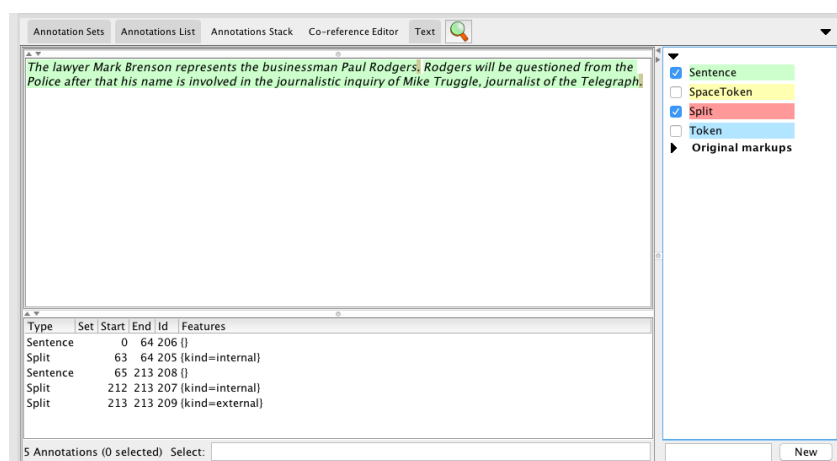 Annotation Sets Annotations List Annotations Stack Co-reference Editor Text
The lawyer Mark Brenson represents the businessman Paul Rodgers. Rodgers will be questioned from the
Police after that his name is involved in the journalistic inquiry of Mike Truggle, journalist of the Telegraph.
Sentence
SpaceToken
Split
Token
Original markups
Type Set Start End Id Features
Sentence 0 64 206 {}
Split 63 64 205 {kind=internal}
Sentence 65 213 208 {}
Split 212 213 207 {kind=internal}
Split 213 213 209 {kind=external}
5 Annotations (0 selected) Select:
New